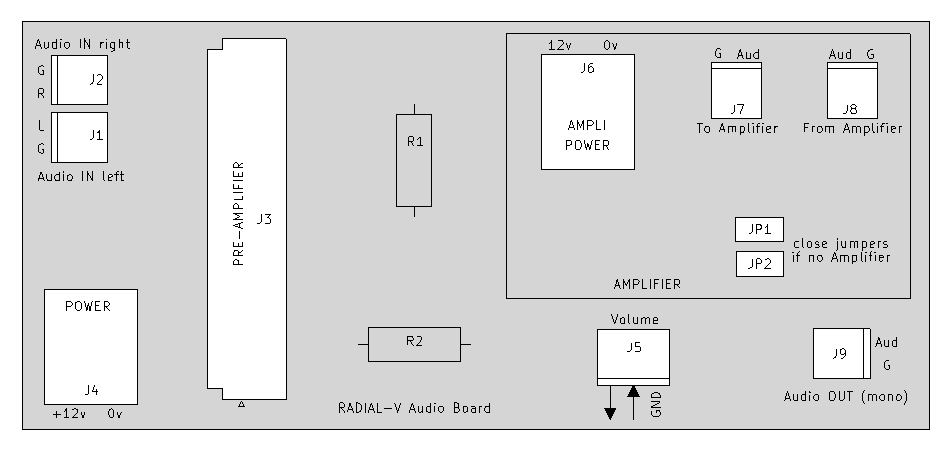 Audio IN right
G
R
J2
L
G
J1
Audio IN left
PRE-AMPLIFIER
J3
R1
12v 0v
J6
AMPLI
POWER
G Aud
J7
To Amplifier
Aud G
J8
From Amplifier
JP1
JP2
close jumpers
if no Amplifier
AMPLIFIER
POWER
J4
+12v 0v
R2
RADIAL-V Audio Board
Volume
J5
GND
J9
Aud
G
Audio OUT (mono)